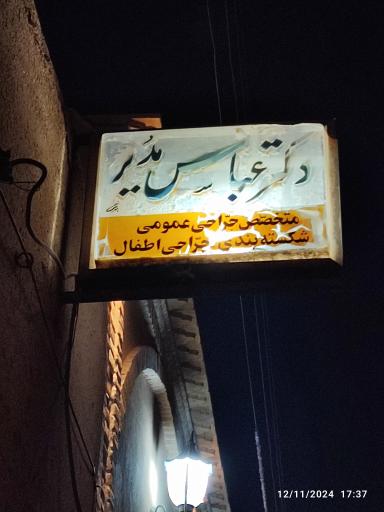 دکتر عباس مدیر
متخصص جراحی عمومی
شکسته بندی جراحی اطفال
12/11/2024 17:37